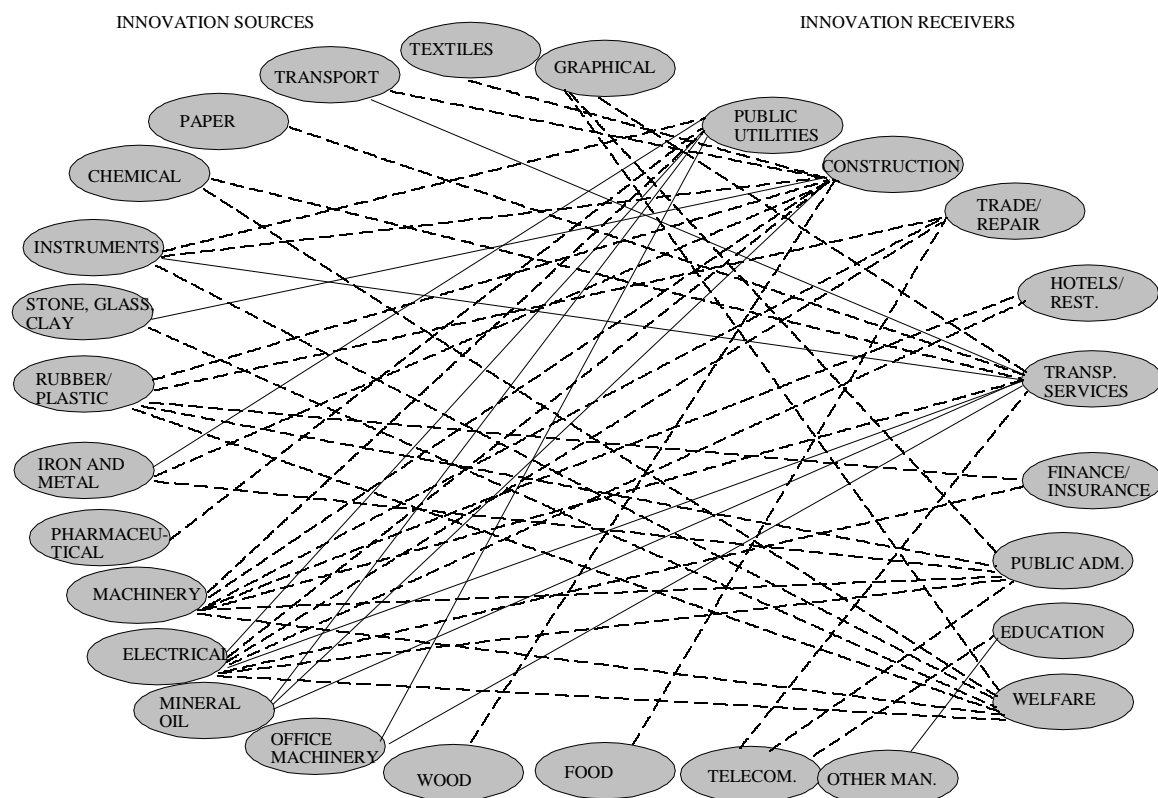 INNOVATION SOURCES
INNOVATION RECEIVERS
TEXTILES
GRAPHICAL
TRANSPORT
PAPER
CHEMICAL
INSTRUMENTS
STONE, GLASS,
CLAY
RUBBER/
PLASTIC
IRON AND
METAL
PHARMACEU-
TICAL
MACHINERY
ELECTRICAL
MINERAL
OIL
OFFICE
MACHINERY
WOOD
FOOD
TELECOM.
OTHER MAN.
PUBLIC
UTILITIES
CONSTRUCTION
TRADE/
REPAIR
HOTELS/
REST.
TRANSP.
SERVICES
FINANCE/
INSURANCE
PUBLIC ADM.
EDUCATION
WELFARE